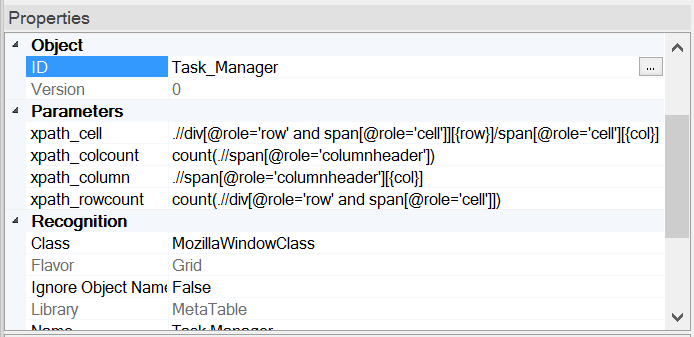 Properties
Object
ID Task_Manager ...
Version 0
Parameters
xpath_cell .//div[@role='row' and span[@role='cell']][{row}]/span[@role='cell'][{col}]
xpath_colcount count(.//span[@role='columnheader'])
xpath_column .//span[@role='columnheader'][{col}]
xpath_rowcount count(.//div[@role='row' and span[@role='cell']])
Recognition
Class MozillaWindowClass
Flavor Grid
Ignore Object Name False
Library MetaTable
Name Task Manager